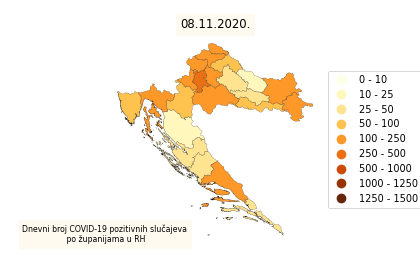 08.11.2020.
0 - 10
10 - 25
25 - 50
50 - 100
100 - 250
250 - 500
500 - 1000
1000 - 1250
1250 - 1500
Dnevni broj COVID-19 pozitivnih slučajeva
po županijama u RH